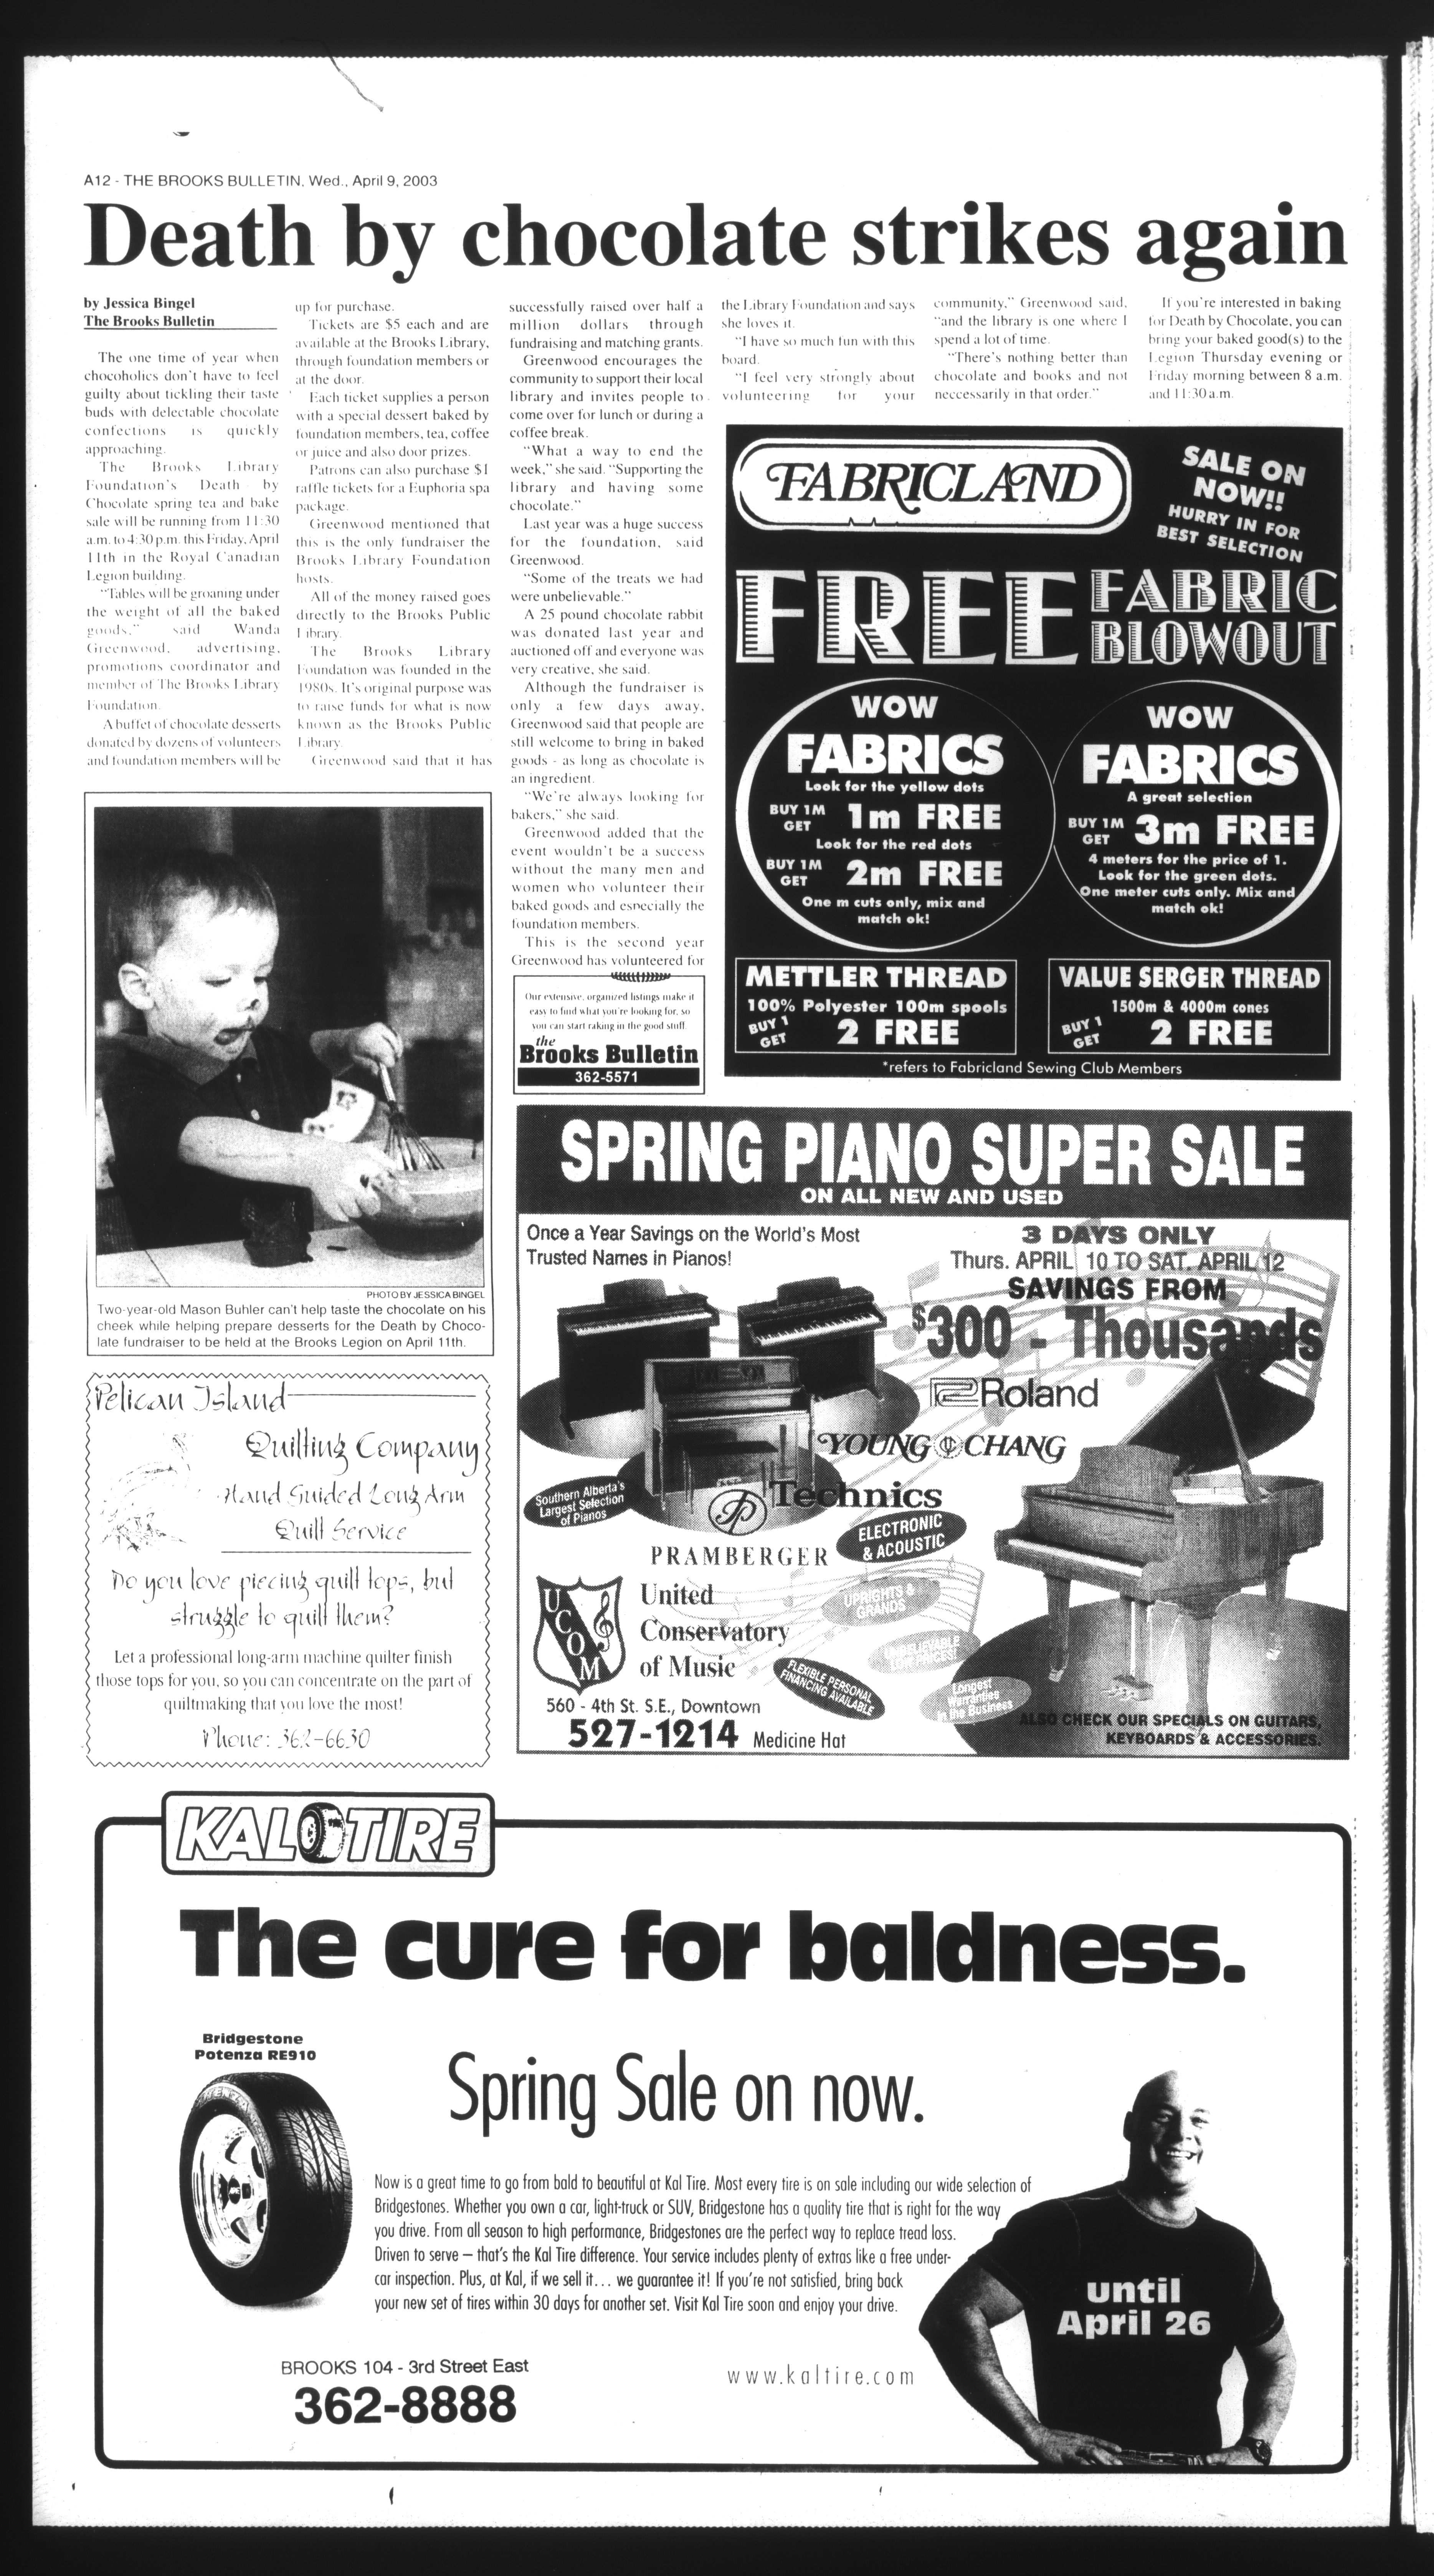 A12 - THE BROOKS BULLETIN, Wed., April 9, 2003
Death by chocolate strikes again
by Jessica Bingel
The Brooks Bulletin
The one time of year when
chocoholics don't have to feel
guilty about tickling their taste
buds with delectable chocolate
confections is quickly
approaching.
The Brooks Library
Foundation's Death by
Chocolate spring tea and bake
sale will be running from 11:30
a.m. to 4:30 p.m. this Friday, April
11th in the Royal Canadian
Legion building.
"Tables will be groaning under
the weight of all the baked
goods," said Wanda
Greenwood, advertising,
promotions coordinator and
member of The Brooks Library
Foundation.
A buffet of chocolate desserts
donated by dozens of volunteers
and foundation members will be
up for purchase.
Tickets are $5 each and are
available at the Brooks Library,
through foundation members or
at the door.
Each ticket supplies a person
with a special dessert baked by
foundation members, tea, coffee
or juice and also door prizes.
Patrons can also purchase $1
raffle tickets for a Euphoria spa
package.
Greenwood mentioned that
this is the only fundraiser the
Brooks Library Foundation
hosts.
All of the money raised goes
directly to the Brooks Public
Library.
The Brooks Library
Foundation was founded in the
1980s. It's original purpose was
to raise funds for what is now
known as the Brooks Public
Library.
Greenwood said that it has
successfully raised over half a
million dollars through
fundraising and matching grants.
Greenwood encourages the
community to support their local
library and invites people to
come over for lunch or during a
coffee break.
"What a way to end the
week," she said. "Supporting the
library and having some
chocolate."
Last year was a huge success
for the foundation, said
Greenwood.
"Some of the treats we had
were unbelievable."
A 25 pound chocolate rabbit
was donated last year and
auctioned off and everyone was
very creative, she said.
Although the fundraiser is
only a few days away,
Greenwood said that people are
still welcome to bring in baked
goods - as long as chocolate is
an ingredient.
"We're always looking for
bakers," she said.
Greenwood added that the
event wouldn't be a success
without the many men and
women who volunteer their
baked goods and especially the
foundation members.
This is the second year
Greenwood has volunteered for
the Library Foundation and says
she loves it.
"I have so much fun with this
board.
"I feel very strongly about
volunteering for your
community," Greenwood said,
"and the library is one where I
spend a lot of time.
"There's nothing better than
chocolate and books and not
neccessarily in that order."
If you're interested in baking
for Death by Chocolate, you can
bring your baked good(s) to the
Legion Thursday evening or
Friday morning between 8 a.m.
and 11:30 a.m.
PHOTO BY JESSICA BINGEL
Two-year-old Mason Buhler can't help taste the chocolate on his
cheek while helping prepare desserts for the Death by Choco-
late fundraiser to be held at the Brooks Legion on April 11th.
Our extensive, organized listings make it
easy to find what you're looking for, so
you can start raking in the good stuff.
the
Brooks Bulletin
362-5571
FABRICLAND
SALE ON
NOW!!
HURRY IN FOR
BEST SELECTION
FREE FABRIC
BLOWOUT
WOW
FABRICS
Look for the yellow dots
BUY 1M
GET 1m FREE
Look for the red dots
BUY 1M
GET 2m FREE
One m cuts only, mix and
match ok!
WOW
FABRICS
A great selection
BUY 1M
GET 3m FREE
4 meters for the price of 1.
Look for the green dots.
One meter cuts only. Mix and
match ok!
METTLER THREAD
100% Polyester 100m spools
BUY 1
GET 2 FREE
VALUE SERGER THREAD
1500m & 4000m cones
BUY 1
GET 2 FREE
*refers to Fabricland Sewing Club Members
SPRING PIANO SUPER SALE
ON ALL NEW AND USED
Once a Year Savings on the World's Most
Trusted Names in Pianos!
3 DAYS ONLY
Thurs. APRIL 10 TO SAT. APRIL 12
SAVINGS FROM
$300 - Thousands
Roland
YOUNG CHANG
Technics
PRAMBERGER
Southern Alberta's
Largest Selection
of Pianos
ELECTRONIC
& ACOUSTIC
UPRIGHTS &
GRANDS
FLEXIBLE PERSONAL
FINANCING AVAILABLE
Longest
Warranties
in the Business
UCOM
United
Conservatory
of Music
560 - 4th St. S.E., Downtown
527-1214 Medicine Hat
ALSO CHECK OUR SPECIALS ON GUITARS,
KEYBOARDS & ACCESSORIES.
Pelican Island
Quilting Company
Hand Guided Long Arm
Quilt Service
Do you love piecing quilt tops, but
struggle to quilt them?
Let a professional long-arm machine quilter finish
those tops for you, so you can concentrate on the part of
quiltmaking that you love the most!
Phone: 362-6630
KAL TIRE
The cure for baldness.
Bridgestone
Potenza RE910
Spring Sale on now.
Now is a great time to go from bald to beautiful at Kal Tire. Most every tire is on sale including our wide selection of
Bridgestones. Whether you own a car, light-truck or SUV, Bridgestone has a quality tire that is right for the way
you drive. From all season to high performance, Bridgestones are the perfect way to replace tread loss.
Driven to serve – that's the Kal Tire difference. Your service includes plenty of extras like a free under-
car inspection. Plus, at Kal, if we sell it... we guarantee it! If you're not satisfied, bring back
your new set of tires within 30 days for another set. Visit Kal Tire soon and enjoy your drive.
until
April 26
BROOKS 104 - 3rd Street East
362-8888
www.kaltire.com